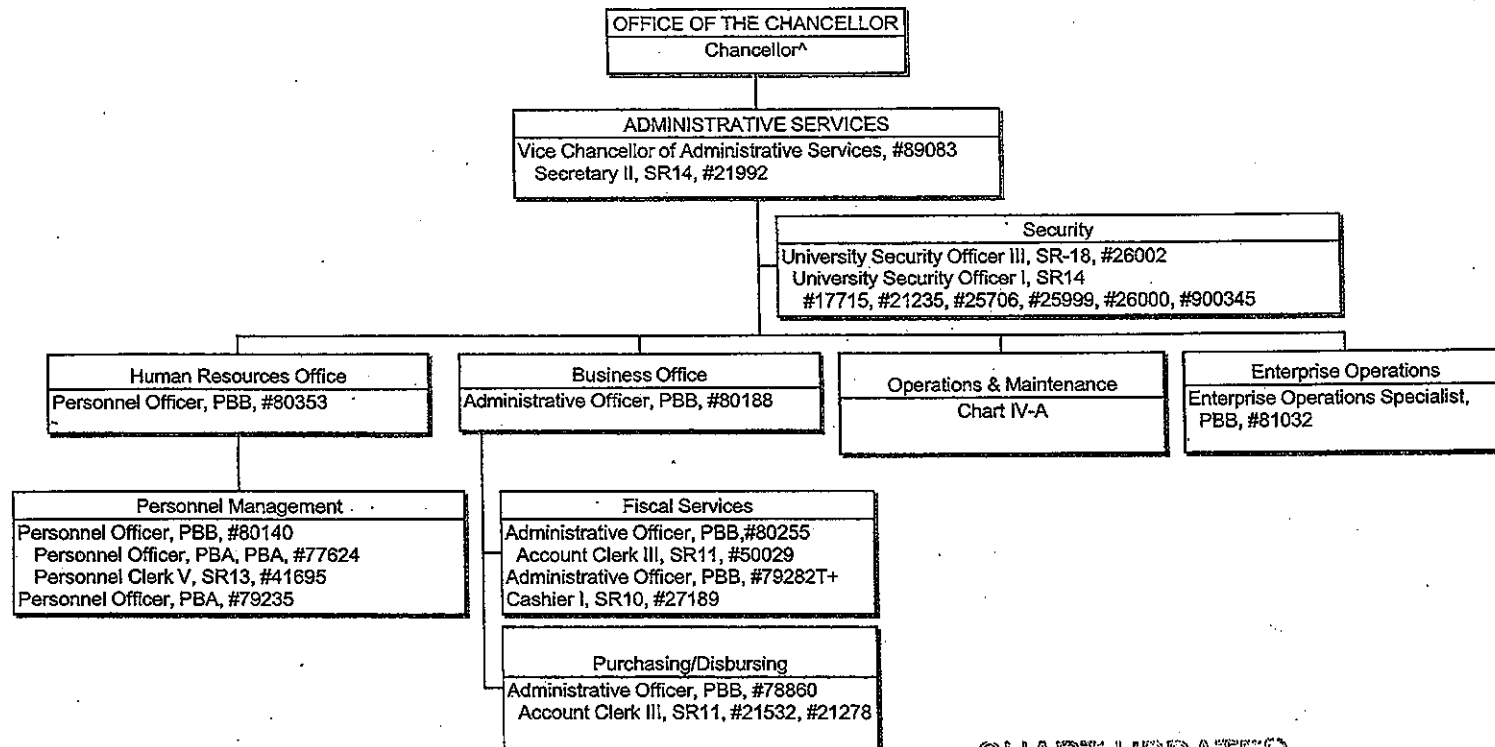 OFFICE OF THE CHANCELLOR
Chancellor^
ADMINISTRATIVE SERVICES
Vice Chancellor of Administrative Services, #89083
Secretary II, SR14, #21992
Security
University Security Officer III, SR-18, #26002
University Security Officer I, SR14
#17715, #21235, #25706, #25999, #26000, #900345
Human Resources Office
Personnel Officer, PBB, #80353
Business Office
Administrative Officer, PBB, #80188
Operations & Maintenance
Chart IV-A
Enterprise Operations
Enterprise Operations Specialist,
PBB, #81032
Personnel Management
Personnel Officer, PBB, #80140
Personnel Officer, PBA, PBA, #77624
Personnel Clerk V, SR13, #41695
Personnel Officer, PBA, #79235
Fiscal Services
Administrative Officer, PBB,#80255
Account Clerk III, SR11, #50029
Administrative Officer, PBB, #79282T+
Cashier I, SR10, #27189
Purchasing/Disbursing
Administrative Officer, PBB, #78860
Account Clerk III, SR11, #21532, #21278
CHART UPDATED